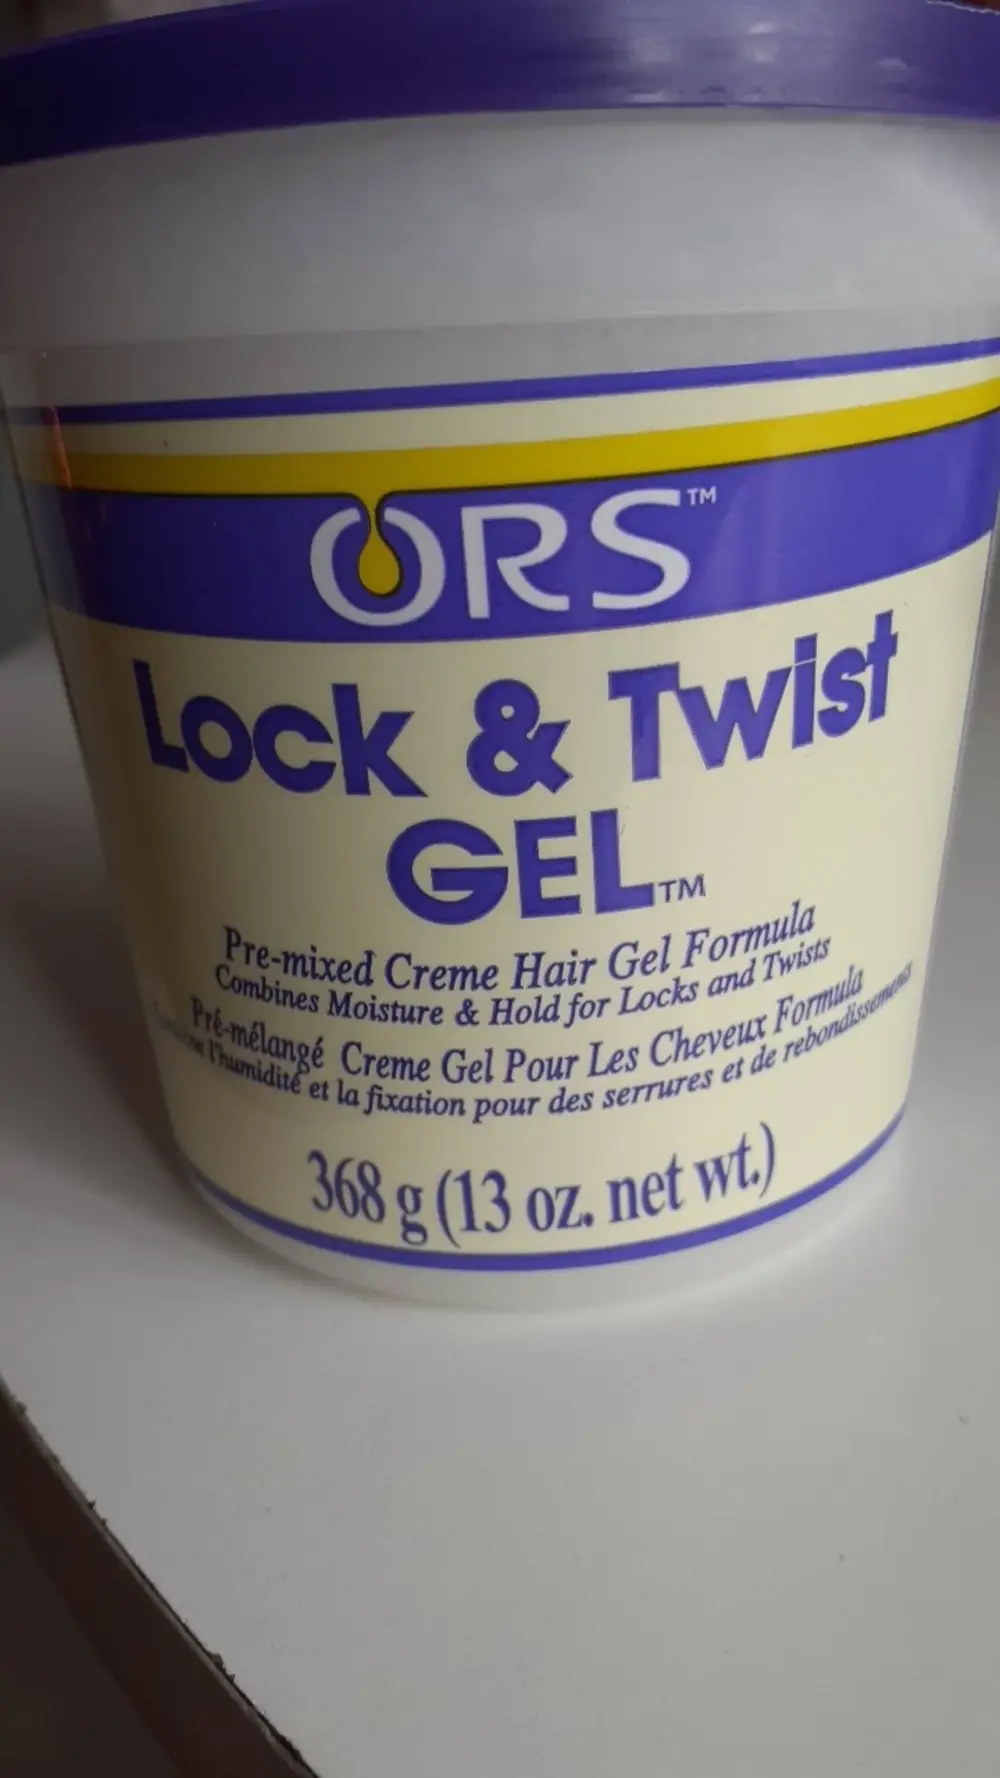 ORS™
Lock & Twist
GEL™
Pre-mixed Creme Hair Gel Formula
Combines Moisture & Hold for Locks and Twists
Pré-mélangé Creme Gel Pour Les Cheveux Formula
l'humidité et la fixation pour des serrures et de rebondissements
368 g (13 oz. net wt.)